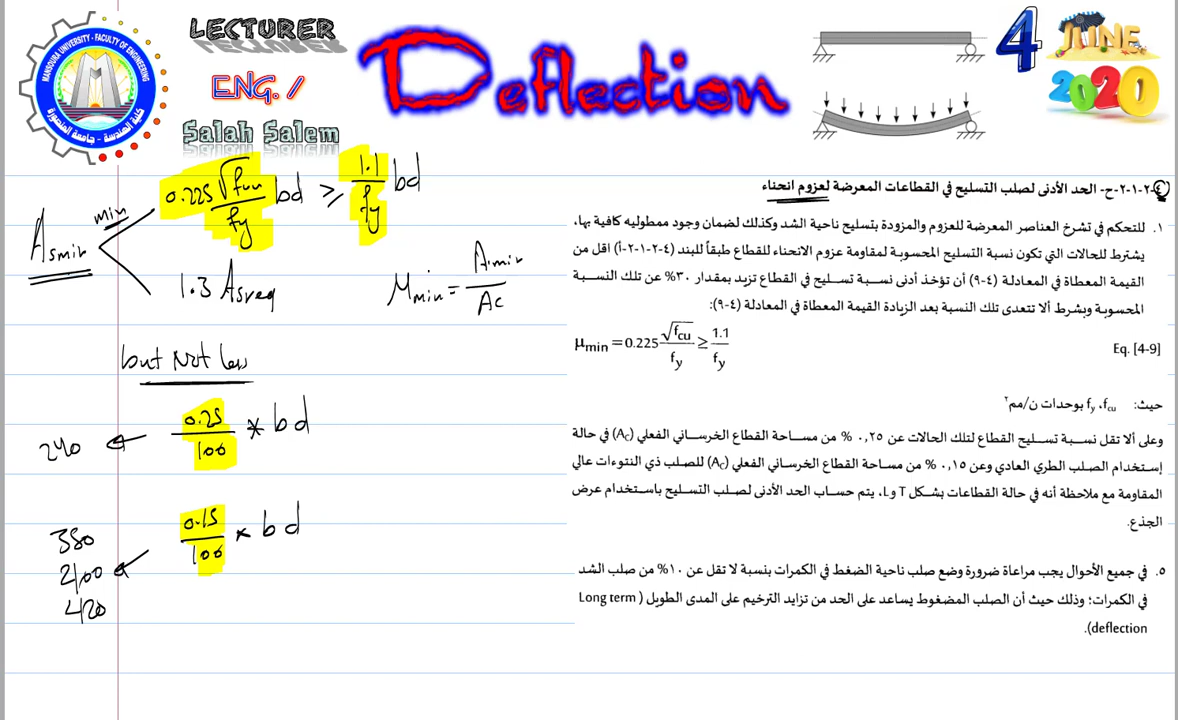 MANSOURA UNIVERSITY - FACULTY OF ENGINEERING
كلية الهندسة - جامعة المنصورة
LECTURER
ENG. /
Salah Salem
Deflection
4 JUNE
2020
As min
min
0.225 √fcu / fy bd ≥ 1.1 / fy bd
1.3 As req
μ min = As min / Ac
but Not less
240 ← 0.25 / 100 * b d
0.15 / 100 * b d
400
420
٤-٢-١-٢-ح- الحد الأدنى لصلب التسليح في القطاعات المعرضة لعزوم انحناء
١. للتحكم في تشرخ العناصر المعرضة للعزوم والمزودة بتسليح ناحية الشد وكذلك لضمان وجود ممطوليه كافية بها،
يشترط للحالات التي تكون نسبة التسليح المحسوبة لمقاومة عزوم الانحناء للقطاع طبقاً للبند (٤-٢-١-٢-أ) اقل من
القيمة المعطاة في المعادلة (٤-٩) أن تؤخذ أدنى نسبة تسليح في القطاع تزيد بمقدار ٣٠% عن تلك النسبة
المحسوبة وبشرط ألا تتعدى تلك النسبة بعد الزيادة القيمة المعطاة في المعادلة (٤-٩):
μmin = 0.225 √fcu / fy ≥ 1.1 / fy Eq. [4-9]
حيث: fy ،fcu بوحدات ن/مم٢
وعلى ألا تقل نسبة تسليح القطاع لتلك الحالات عن ٠,٢٥ % من مساحة القطاع الخرساني الفعلي (Ac) في حالة
إستخدام الصلب الطري العادي وعن ٠,١٥ % من مساحة القطاع الخرساني الفعلي (Ac) للصلب ذي النتوءات عالي
المقاومة مع ملاحظة أنه في حالة القطاعات بشكل T و L، يتم حساب الحد الأدنى لصلب التسليح باستخدام عرض
الجذع.
٥. في جميع الأحوال يجب مراعاة ضرورة وضع صلب ناحية الضغط في الكمرات بنسبة لا تقل عن ١٠% من صلب الشد
في الكمرات؛ وذلك حيث أن الصلب المضغوط يساعد على الحد من تزايد الترخيم على المدى الطويل (Long term
deflection).